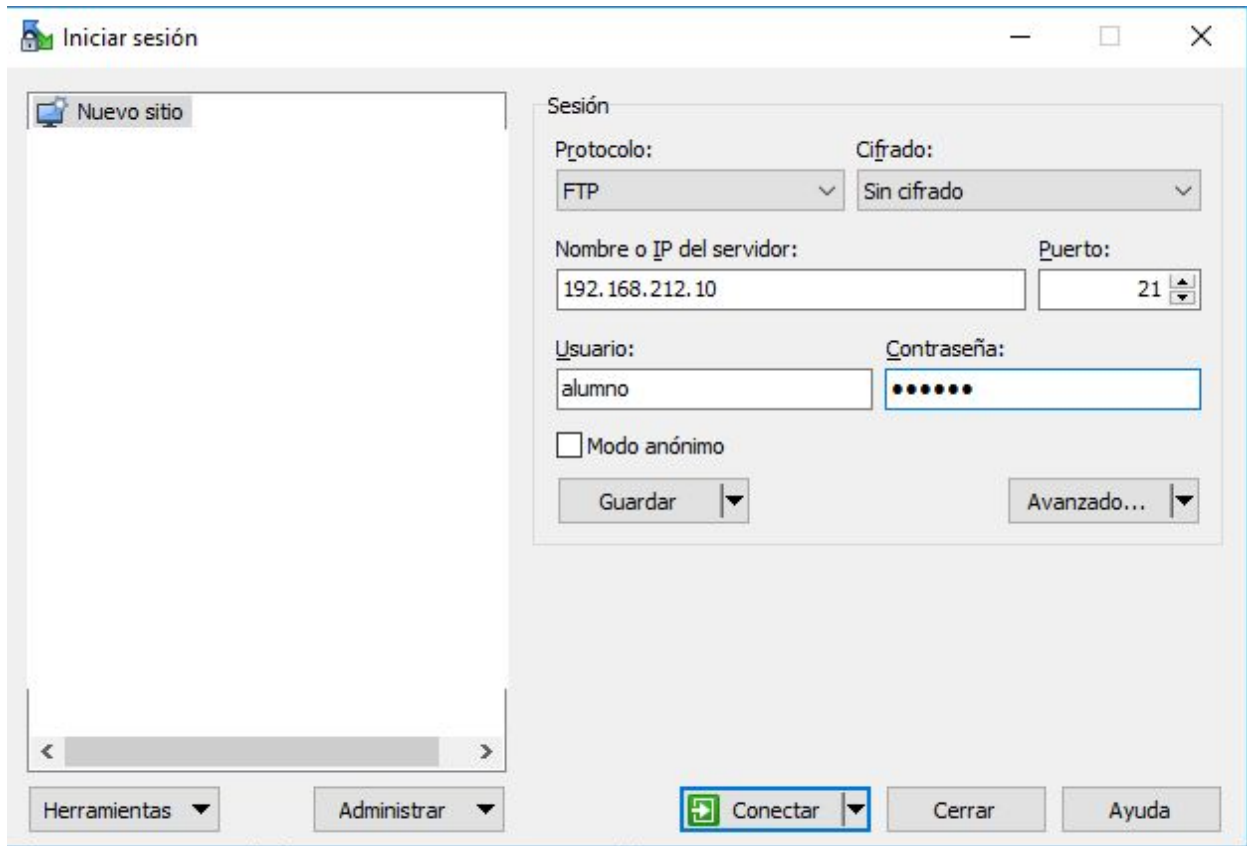 Iniciar sesión
Nuevo sitio
Sesión
Protocolo: Cifrado:
FTP Sin cifrado
Nombre o IP del servidor: Puerto:
192.168.212.10 21
Usuario: Contraseña:
alumno ••••••
Modo anónimo
Guardar Avanzado...
Herramientas Administrar Conectar Cerrar Ayuda